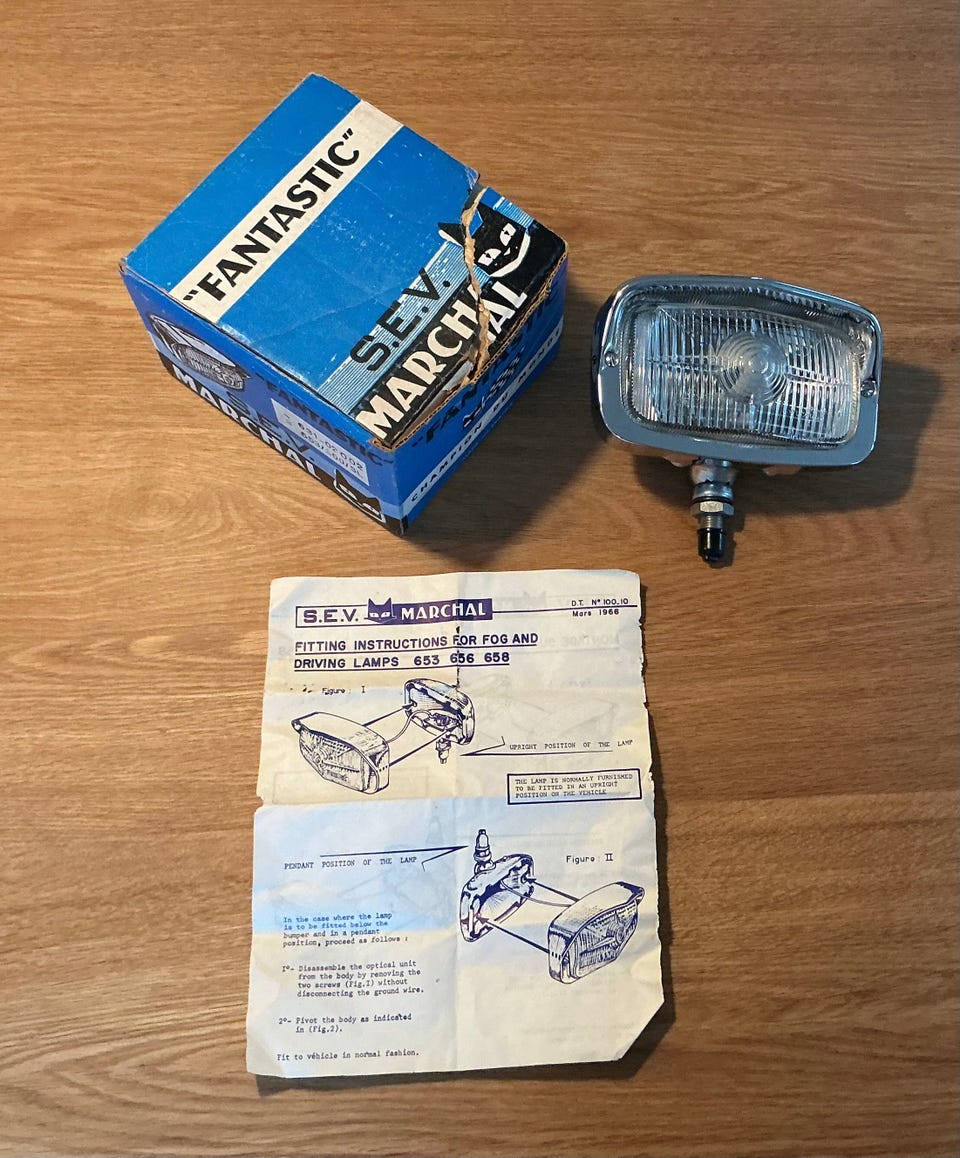 "FANTASTIC"
S.E.V.
MARCHAL
FANTASTIC
S.E.V.
MARCHAL
CHAMPION DU MONDE
S.E.V. MARCHAL
D.T. N° 100.10
Mars 1966
FITTING INSTRUCTIONS FOR FOG AND
DRIVING LAMPS 653 656 658
Figure : I
UPRIGHT POSITION OF THE LAMP
THE LAMP IS NORMALLY FURNISHED
TO BE FITTED IN AN UPRIGHT
POSITION ON THE VEHICLE
PENDANT POSITION OF THE LAMP
Figure : II
In the case where the lamp
is to be fitted below the
bumper and in a pendant
position, proceed as follows :
1°- Disassemble the optical unit
from the body by removing the
two screws (Fig.I) without
disconnecting the ground wire.
2°- Pivot the body as indicated
in (Fig.2).
Fit to véhicle in normal fashion.